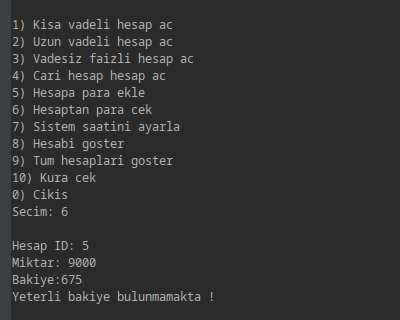 1) Kisa vadeli hesap ac
2) Uzun vadeli hesap ac
3) Vadesiz faizli hesap ac
4) Cari hesap hesap ac
5) Hesapa para ekle
6) Hesaptan para cek
7) Sistem saatini ayarla
8) Hesabi goster
9) Tum hesaplari goster
10) Kura cek
0) Cikis
Secim: 6
Hesap ID: 5
Miktar: 9000
Bakiye:675
Yeterli bakiye bulunmamakta !